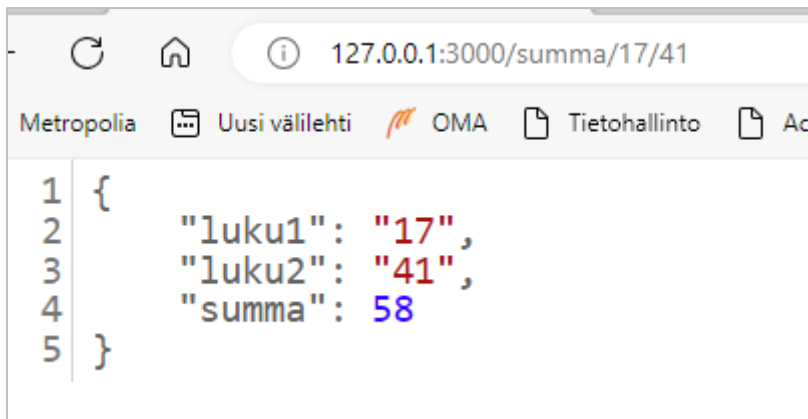 127.0.0.1:3000/summa/17/41
Metropolia Uusi välilehti OMA Tietohallinto
1 {
2 "luku1": "17",
3 "luku2": "41",
4 "summa": 58
5 }